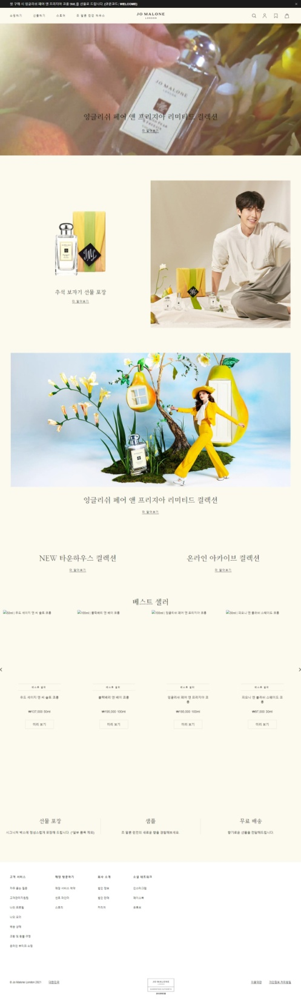 첫 구매 시 잉글리쉬 페어 앤 프리지아 코롱 9ML을 선물로 드립니다. (쿠폰코드: WELCOME)
쇼핑하기 선물하기 스토리 조 말론 런던 하우스
JO MALONE
LONDON
JO MALONE
LONDON
잉글리쉬 페어 앤 프리지아 리미티드 컬렉션
더 알아보기
추석 보자기 선물 포장
더 알아보기
잉글리쉬 페어 앤 프리지아 리미티드 컬렉션
더 알아보기
NEW 타운하우스 컬렉션 온라인 아카이브 컬렉션
더 알아보기 더 알아보기
베스트 셀러
우드 세이지 앤 씨 솔트 코롱 100ml | 블랙베리 앤 베이 코롱 100ml | 잉글리쉬 페어 앤 프리지아 코롱 피오니 앤 블러쉬 스웨이드 코롱
베스트 셀러 베스트 셀러 베스트 셀러 베스트 셀러
우드 세이지 앤 씨 솔트 코롱 블랙베리 앤 베이 코롱 잉글리쉬 페어 앤 프리지아 코 피오니 앤 블러쉬 스웨이드 코
롱 롱
₩137,000 50ml ₩195,000 100ml ₩195,000 100ml ₩97,000 30ml
미리 보기 미리 보기 미리 보기 미리 보기
선물 포장 샘플 무료 배송
시그니처 박스에 정성스럽게 포장해 드립니다. (*일부 품목 제외) 조 말론 런던의 새로운 향을 경험해보세요. 향기로운 선물을 전달해드립니다.
고객 서비스 매장 방문하기 회사 소개 소셜 네트워크
자주 묻는 질문 매장 서비스 예약 법인 정보 인스타그램
고객관리지원팀 선호 파인더 법인 판매 페이스북
나의 프로필 스토리 커리어 유튜브
나의 오더
배송 상태
교환 및 환불 규정
온라인 부티크 쇼핑
© Jo Malone London 2021 대한민국
JO MALONE
LONDON
이용약관 개인정보 처리방침